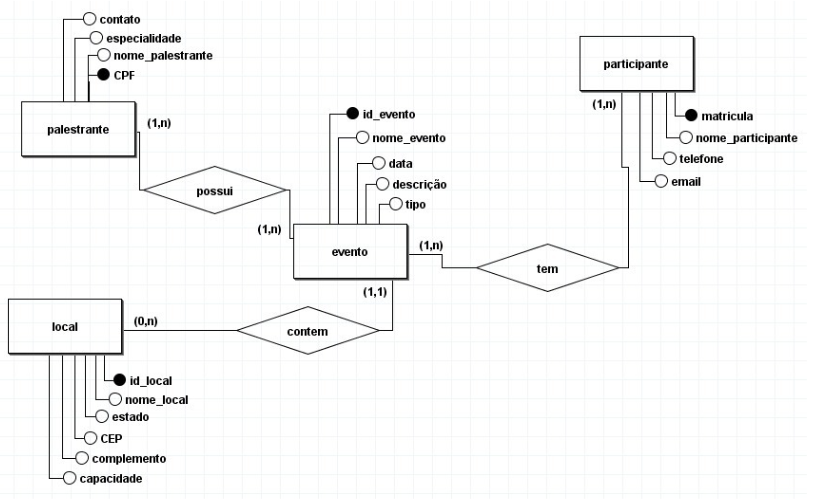 contato
especialidade
nome_palestrante
CPF
palestrante
(1,n)
possui
(1,n)
id_evento
nome_evento
data
descrição
tipo
evento
(1,n)
(1,1)
tem
participante
(1,n)
matricula
nome_participante
telefone
email
local
(0,n)
contem
id_local
nome_local
estado
CEP
complemento
capacidade